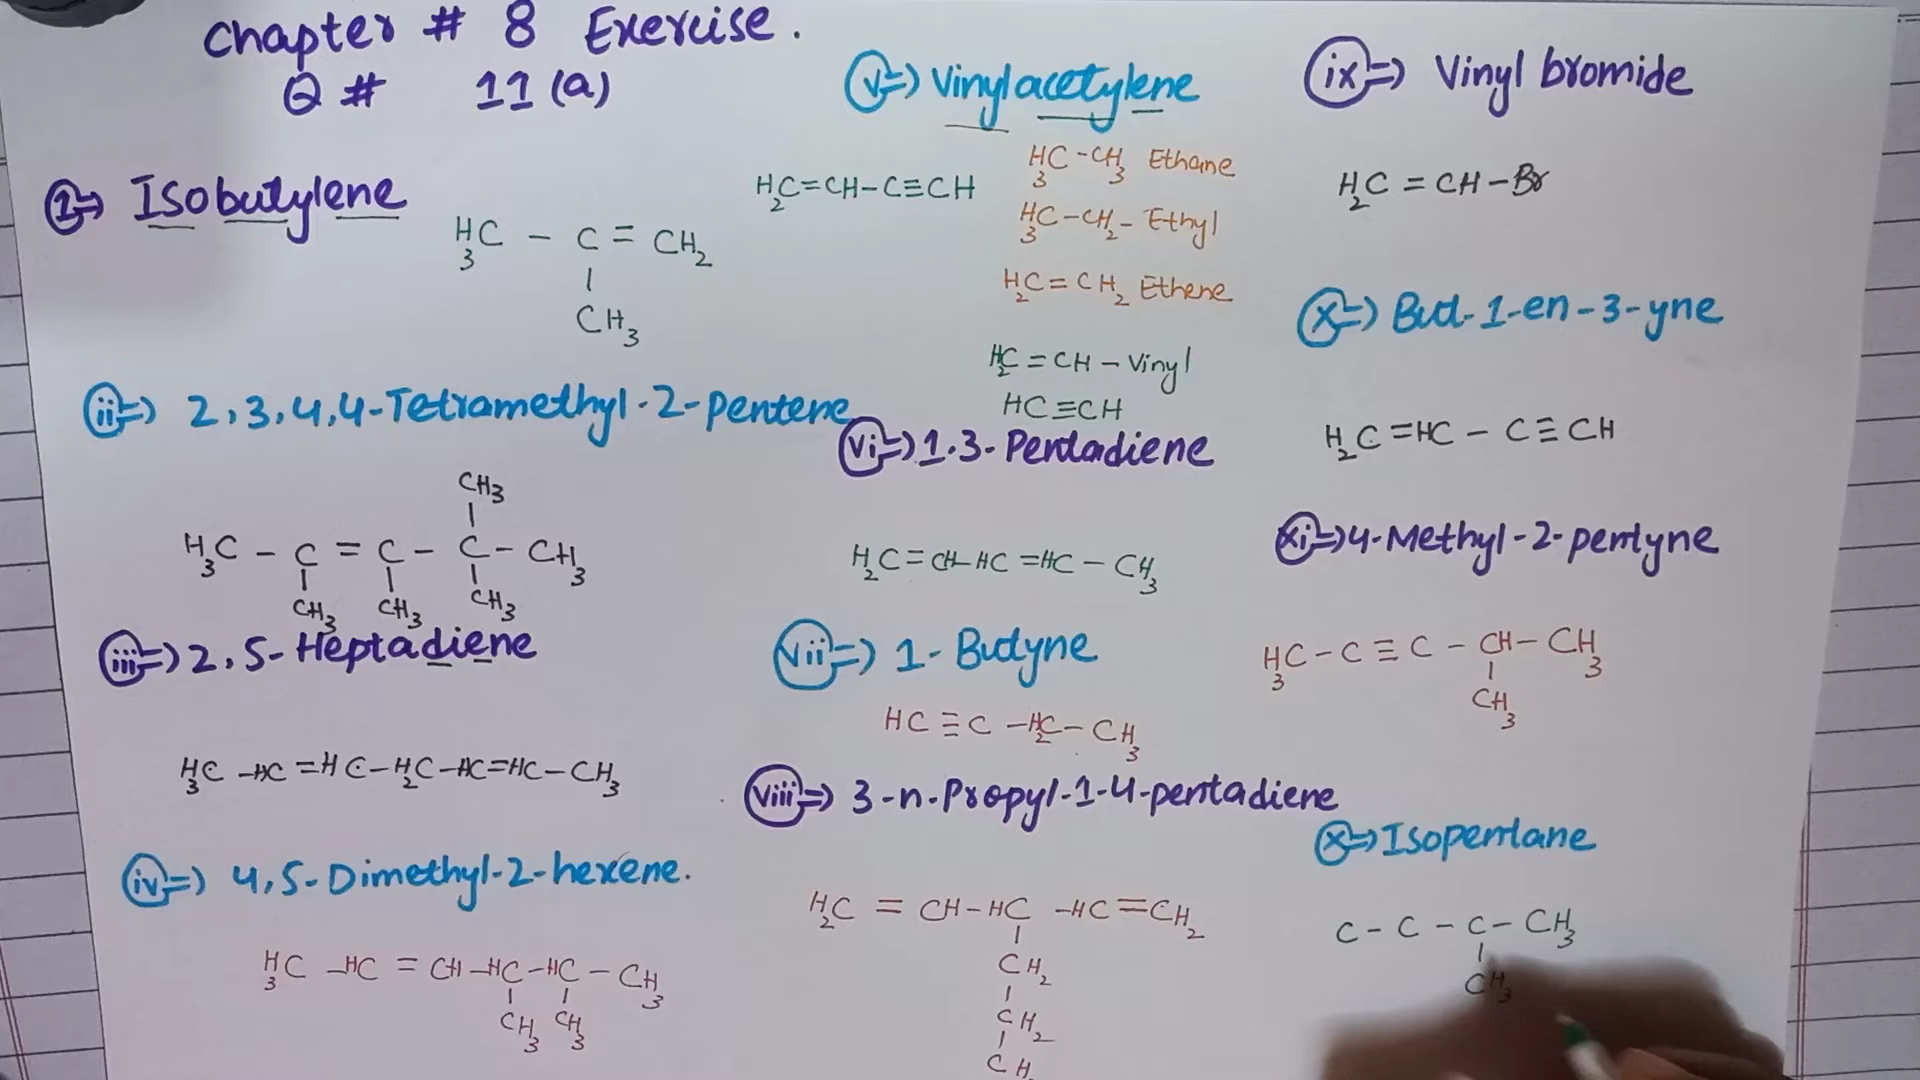 Chapter # 8 Exercise.
Q # 11 (a)
i => Isobutylene
H3C - C = CH2
|
CH3
ii => 2,3,4,4-Tetramethyl-2-pentene
CH3
|
H3C - C = C - C - CH3
| | |
CH3 CH3 CH3
iii => 2,5-Heptadiene
H3C -HC =HC-H2C-HC=HC-CH3
iv => 4,5-Dimethyl-2-hexene.
H3C -HC = CH-HC-HC-CH3
| |
CH3 CH3
v => Vinylacetylene
H2C=CH-C≡CH
H3C-CH3 Ethane
H3C-CH2- Ethyl
H2C=CH2 Ethene
H2C=CH- Vinyl
HC≡CH
vi => 1.3-Pentadiene
H2C=CH-HC=HC-CH3
vii => 1-Butyne
HC≡C-H2C-CH3
viii => 3-n-Propyl-1-4-pentadiene
H2C = CH-HC -HC=CH2
|
CH2
|
CH2
|
CH
ix => Vinyl bromide
H2C = CH-Br
x => But-1-en-3-yne
H2C=HC - C≡CH
xi => 4-Methyl-2-pentyne
H3C-C≡C-CH-CH3
|
CH3
x => Isopentane
C - C - C - CH3
|
CH3